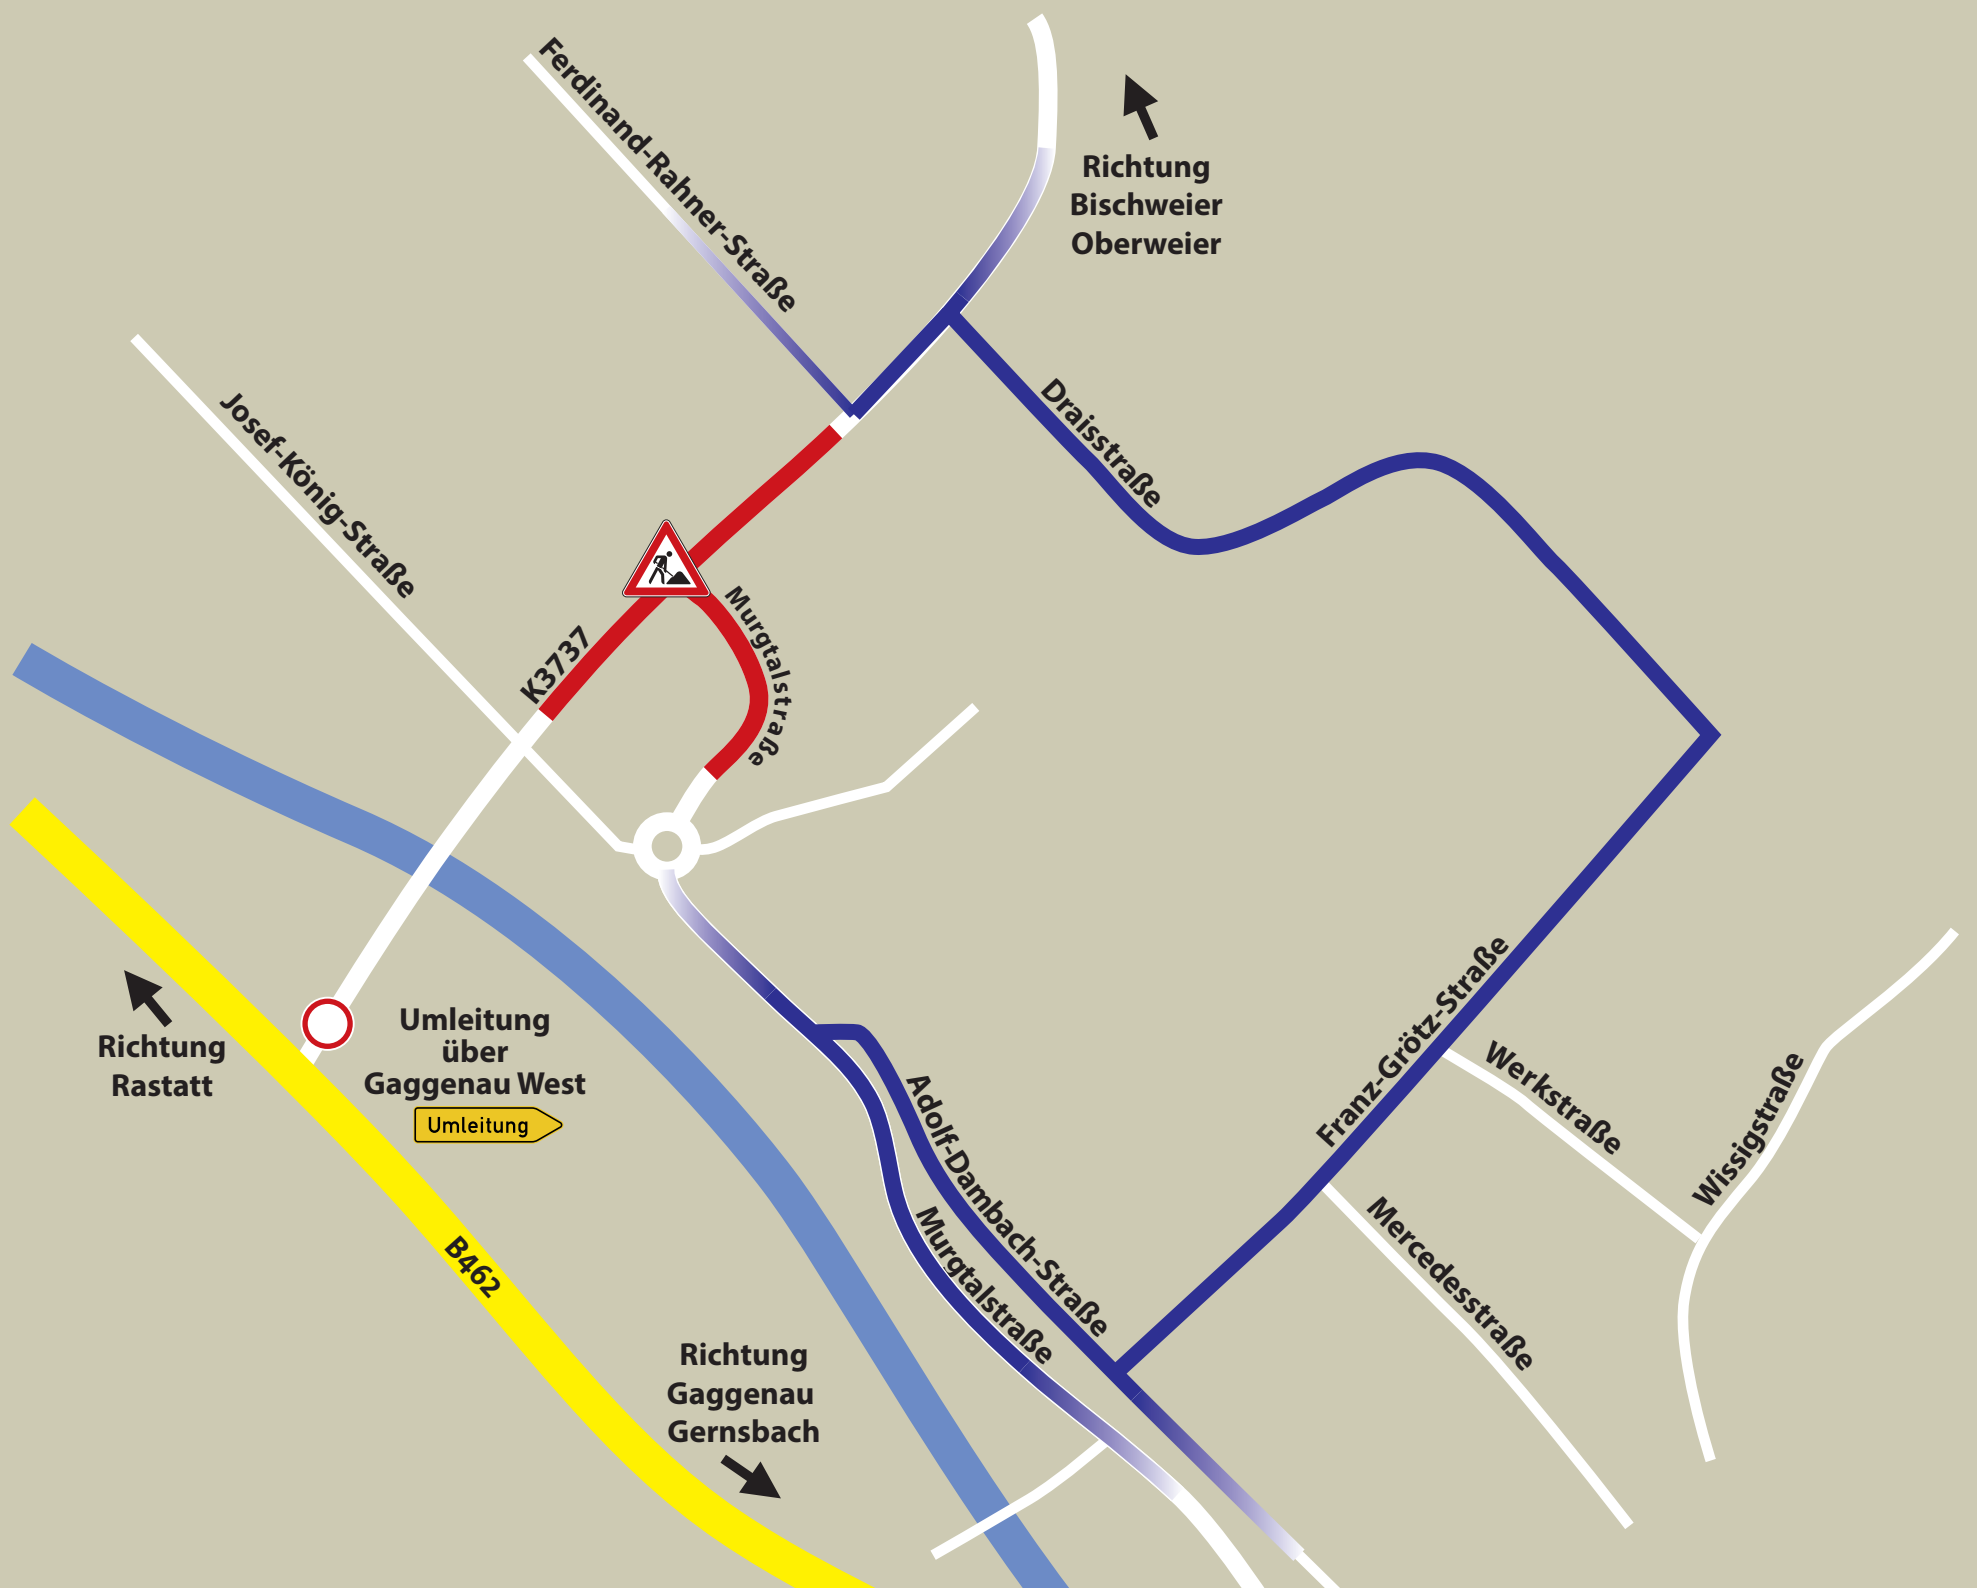 Ferdinand-Rahner-Straße
Richtung
Bischweier
Oberweier
Josef-König-Straße
Draisstraße
K3737
Murgtalstraße
Franz-Grötz-Straße
Richtung
Rastatt
Umleitung
über
Gaggenau West
Umleitung
Werkstraße
Wissigstraße
Adolf-Dambach-Straße
Murgtalstraße
Mercedesstraße
B462
Richtung
Gaggenau
Gernsbach